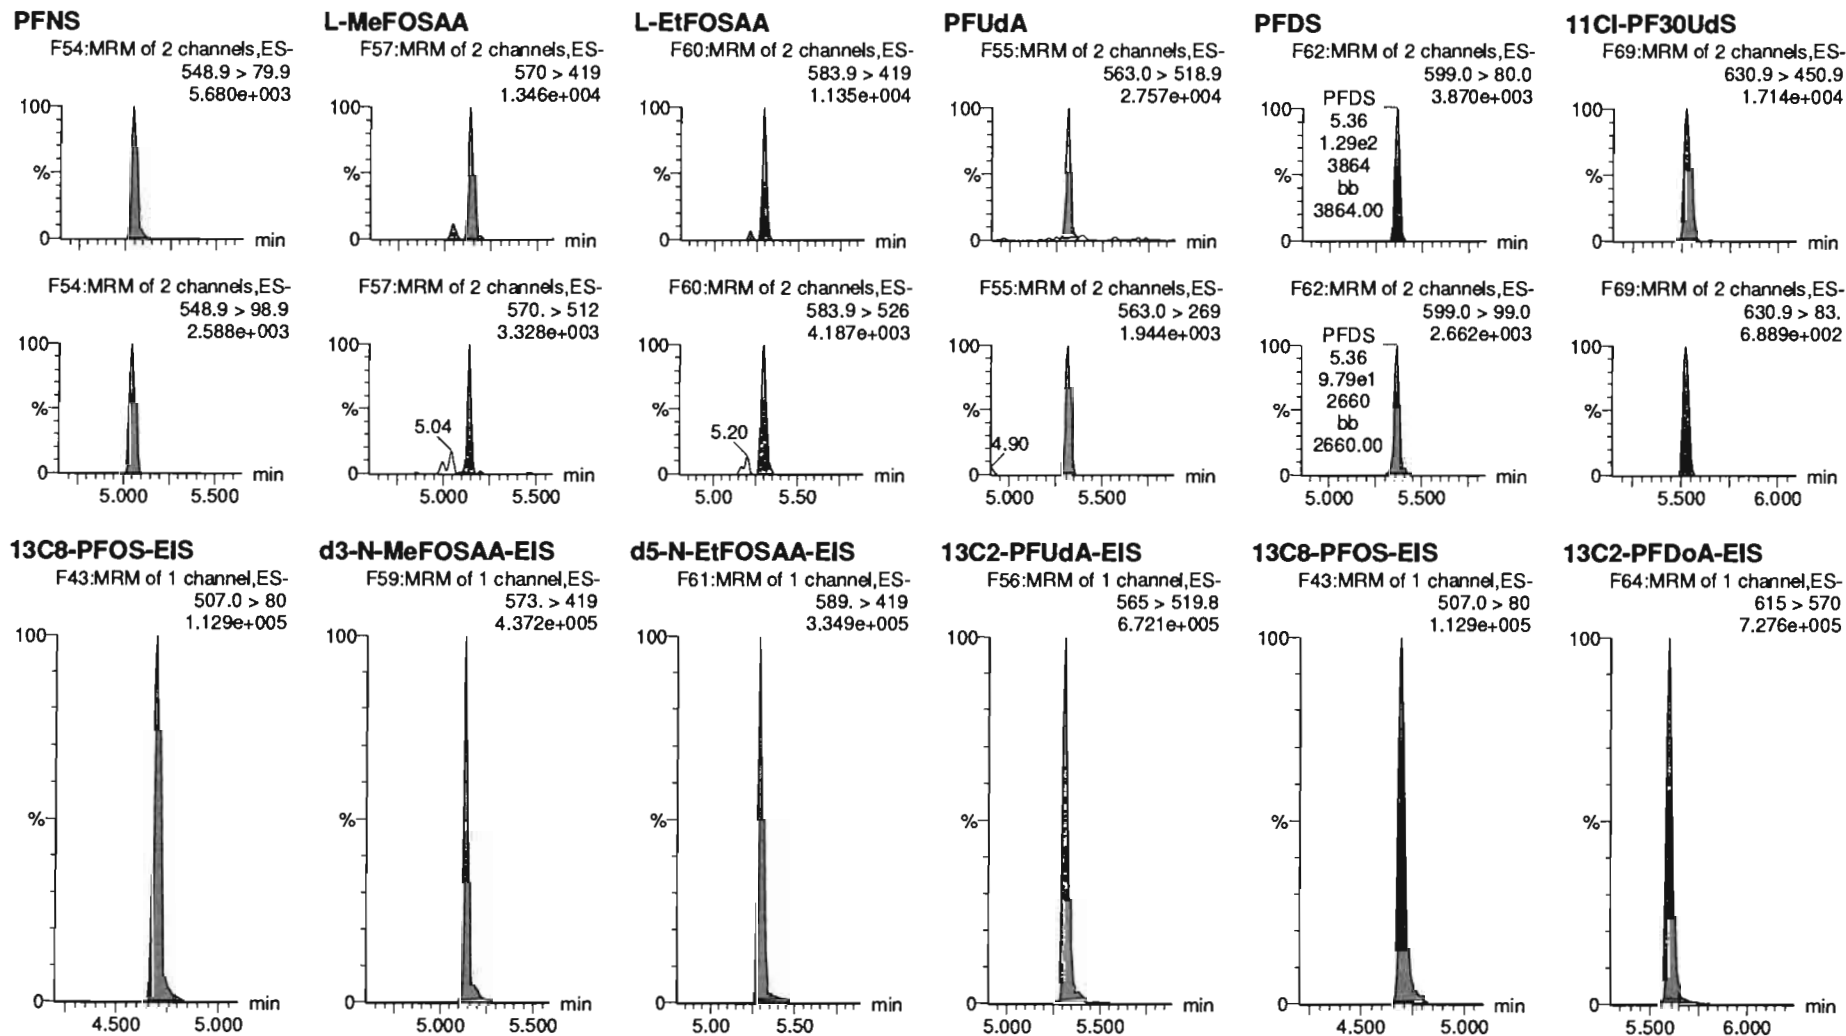 PFNS
F54:MRM of 2 channels,ES-
548.9 > 79.9
5.680e+003
100
%
0
min
F54:MRM of 2 channels,ES-
548.9 > 98.9
2.588e+003
100
%
0
min
5.000 5.500
L-MeFOSAA
F57:MRM of 2 channels,ES-
570 > 419
1.346e+004
100
%
0
min
F57:MRM of 2 channels,ES-
570. > 512
3.328e+003
100
5.04
%
0
min
5.000 5.500
L-EtFOSAA
F60:MRM of 2 channels,ES-
583.9 > 419
1.135e+004
100
%
0
min
F60:MRM of 2 channels,ES-
583.9 > 526
4.187e+003
100
5.20
%
0
min
5.00 5.50
PFUdA
F55:MRM of 2 channels,ES-
563.0 > 518.9
2.757e+004
100
%
0
min
F55:MRM of 2 channels,ES-
563.0 > 269
1.944e+003
100
%
4.90
0
min
5.000 5.500
PFDS
F62:MRM of 2 channels,ES-
599.0 > 80.0
3.870e+003
100
PFDS
5.36
1.29e2
3864
bb
3864.00
%
0
min
F62:MRM of 2 channels,ES-
599.0 > 99.0
2.662e+003
100
PFDS
5.36
9.79e1
2660
bb
2660.00
%
0
min
5.000 5.500
11Cl-PF30UdS
F69:MRM of 2 channels,ES-
630.9 > 450.9
1.714e+004
100
%
0
min
F69:MRM of 2 channels,ES-
630.9 > 83.
6.889e+002
100
%
0
min
5.500 6.000
13C8-PFOS-EIS
F43:MRM of 1 channel,ES-
507.0 > 80
1.129e+005
100
%
0
min
4.500 5.000
d3-N-MeFOSAA-EIS
F59:MRM of 1 channel,ES-
573. > 419
4.372e+005
100
%
0
min
5.000 5.500
d5-N-EtFOSAA-EIS
F61:MRM of 1 channel,ES-
589. > 419
3.349e+005
100
%
0
min
5.00 5.50
13C2-PFUdA-EIS
F56:MRM of 1 channel,ES-
565 > 519.8
6.721e+005
100
%
0
min
5.000 5.500
13C8-PFOS-EIS
F43:MRM of 1 channel,ES-
507.0 > 80
1.129e+005
100
%
0
min
4.500 5.000
13C2-PFDoA-EIS
F64:MRM of 1 channel,ES-
615 > 570
7.276e+005
100
%
0
min
5.500 6.000